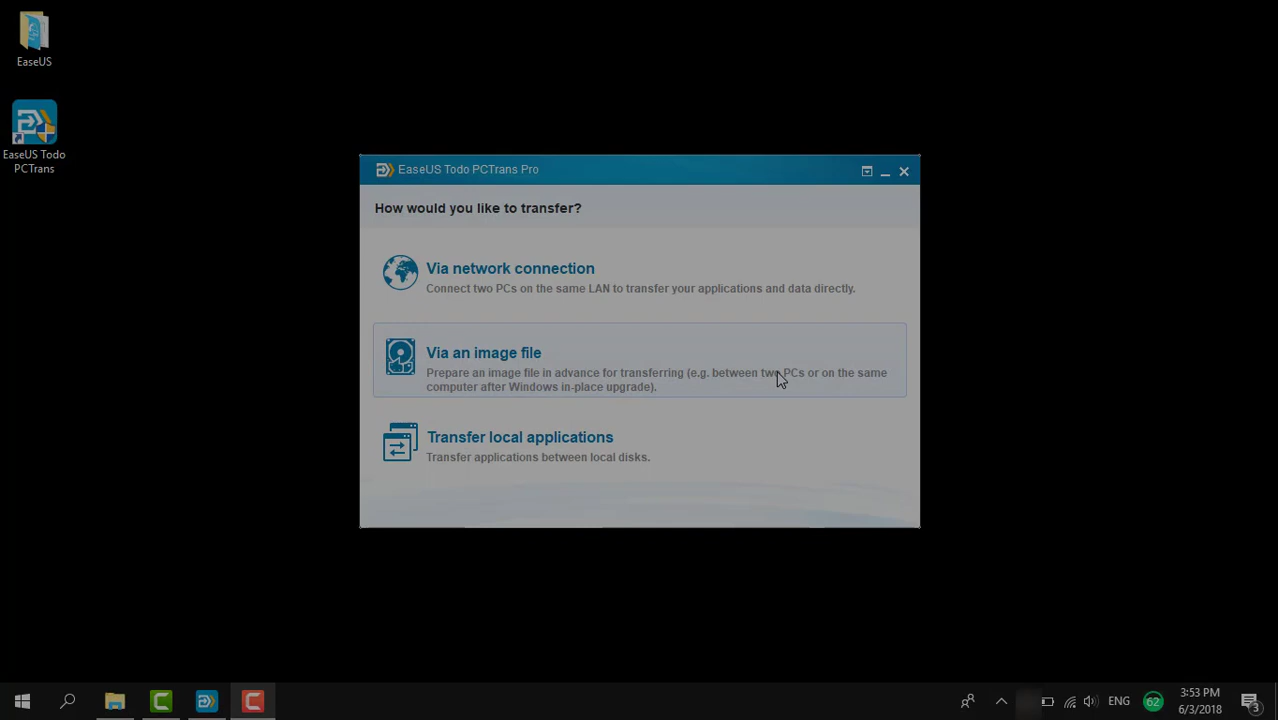 EaseUS
EaseUS Todo
PCTrans
EaseUS Todo PCTrans Pro
How would you like to transfer?
Via network connection
Connect two PCs on the same LAN to transfer your applications and data directly.
Via an image file
Prepare an image file in advance for transferring (e.g. between two PCs or on the same
computer after Windows in-place upgrade).
Transfer local applications
Transfer applications between local disks.
ENG
62
3:53 PM
6/3/2018
3